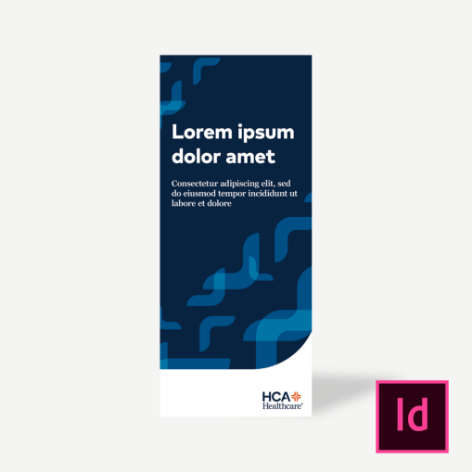 Lorem ipsum
dolor amet
Consectetur adipiscing elit, sed
do eiusmod tempor incididunt ut
labore et dolore
HCA
Healthcare®
Id